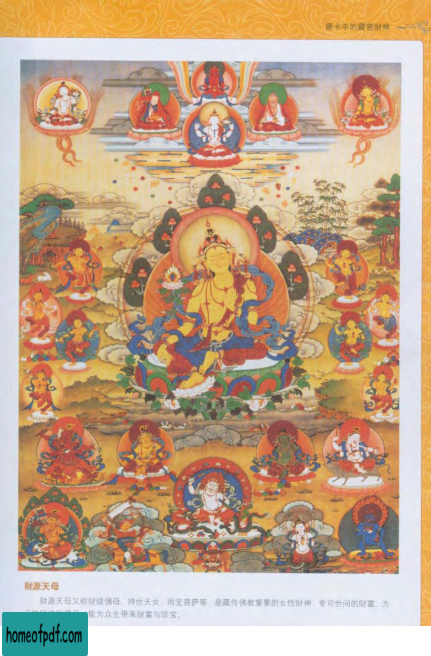 唐卡中的藏密财神
财源天母
财源天母又称财续佛母、持世天女、雨宝菩萨等，是藏传佛教重要的女性财神，专司世间的财富，为
能为众生带来财富与珍宝。
homeofpdf.com